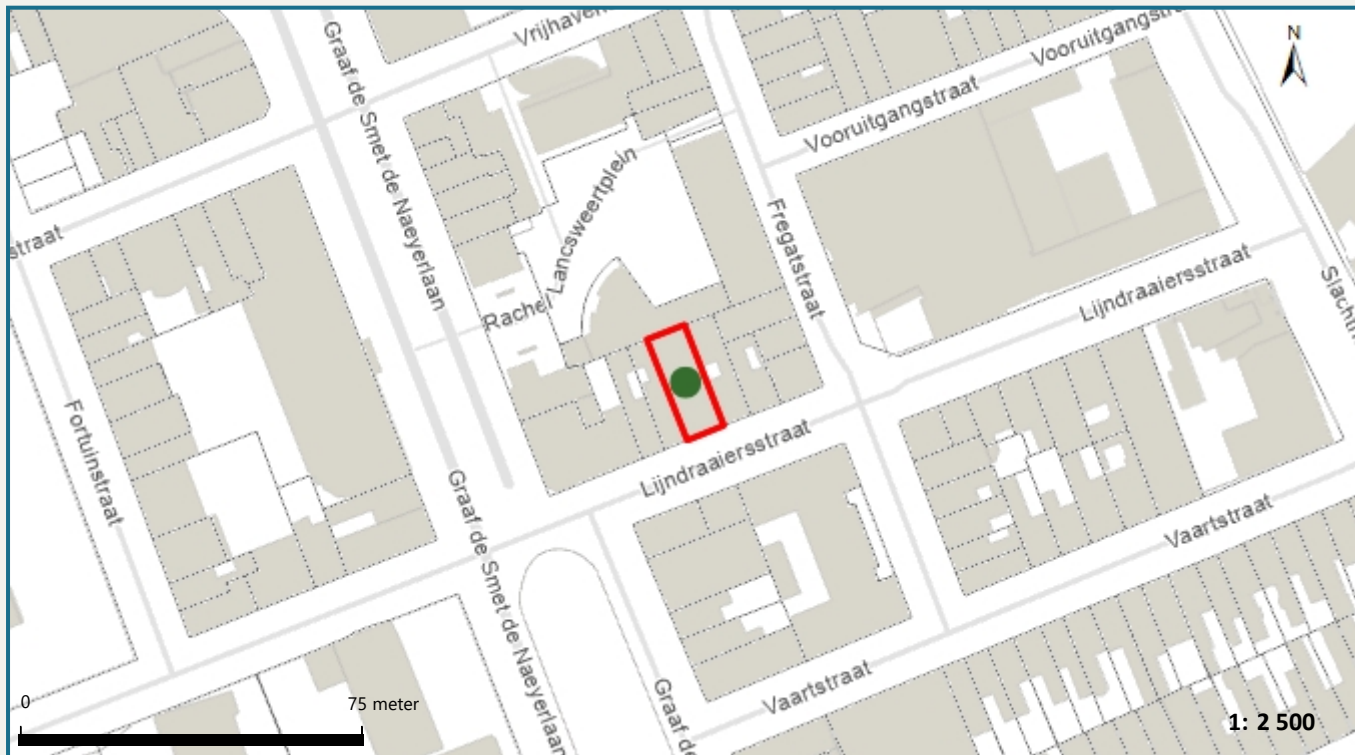 Vrijhaven
Vooruitgangstr
N
Graaf de Smet de Naeyerlaan
Vooruitgangstraat
Rachel Lancsweertplein
Fregatstraat
straat
Lijndraaiersstraat
Slachth
Fortuinstraat
Lijndraaiersstraat
Graaf de Smet de Naeyerlaan
Vaartstraat
Vaartstraat
Graaf de
0
75 meter
1: 2 500